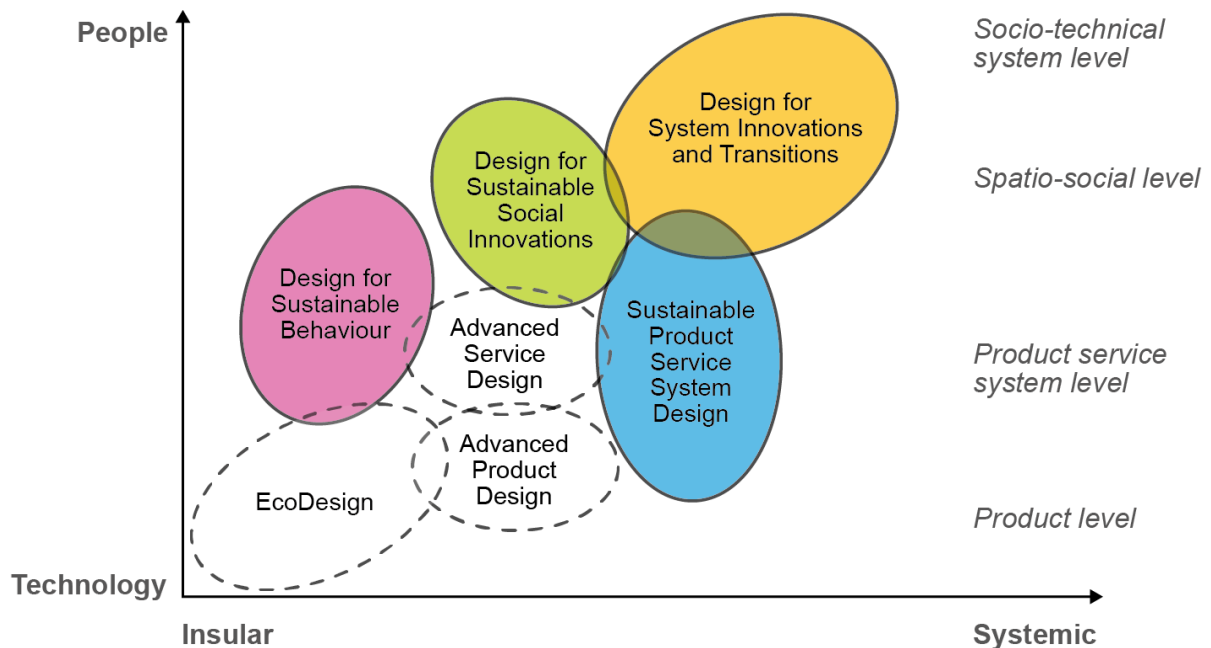 People
Socio-technical
system level
Design for
System Innovations
and Transitions
Design for
Sustainable
Social
Innovations
Spatio-social level
Design for
Sustainable
Behaviour
Advanced
Service
Design
Sustainable
Product
Service
System
Design
Product service
system level
EcoDesign
Advanced
Product
Design
Product level
Technology
Insular
Systemic